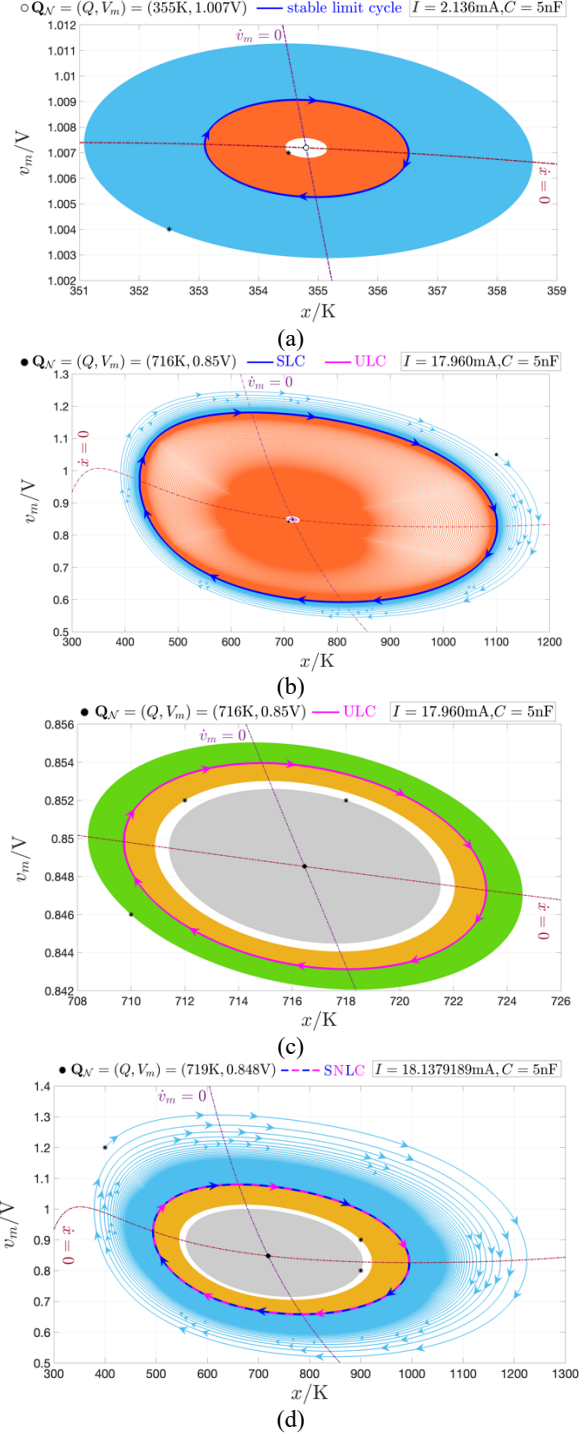 ○ Q_N = (Q, V_m) = (355K, 1.007V) — stable limit cycle I = 2.136mA, C = 5nF
1.012
v̇_m = 0
1.011
1.01
1.009
1.008
1.007
1.006
1.005
1.004
1.003
1.002
v_m/V
ẋ = 0
351 352 353 354 355 356 357 358 359
x/K
(a)
● Q_N = (Q, V_m) = (716K, 0.85V) — SLC — ULC I = 17.960mA, C = 5nF
1.3
v̇_m = 0
1.2
1.1
1
0.9
0.8
0.7
0.6
0.5
v_m/V
ẋ = 0
300 400 500 600 700 800 900 1000 1100 1200
x/K
(b)
● Q_N = (Q, V_m) = (716K, 0.85V) — ULC I = 17.960mA, C = 5nF
0.856
v̇_m = 0
0.854
0.852
0.85
0.848
0.846
0.844
0.842
v_m/V
ẋ = 0
708 710 712 714 716 718 720 722 724 726
x/K
(c)
● Q_N = (Q, V_m) = (719K, 0.848V) --- SNLC I = 18.1379189mA, C = 5nF
1.4
v̇_m = 0
1.3
1.2
1.1
1
0.9
0.8
0.7
0.6
0.5
v_m/V
ẋ = 0
300 400 500 600 700 800 900 1000 1100 1200 1300
x/K
(d)